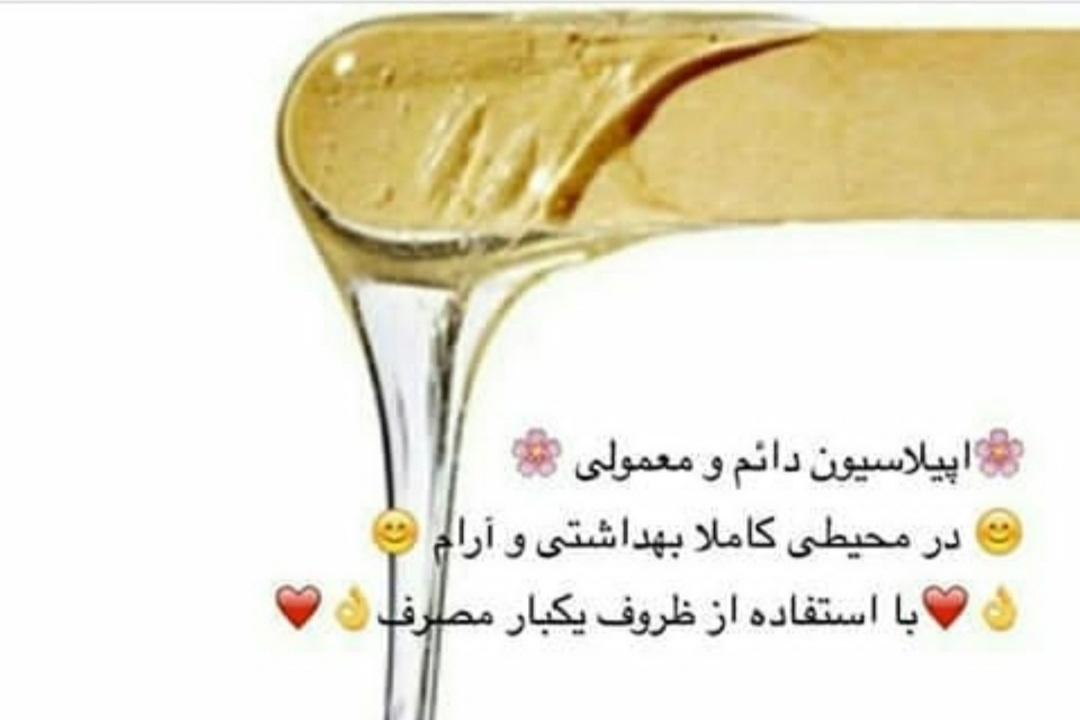 🌸اپیلاسیون دائم و معمولی 🌸
😊 در محیطی کاملا بهداشتی و آرام 😊
👌❤️با استفاده از ظروف یکبار مصرف👌❤️